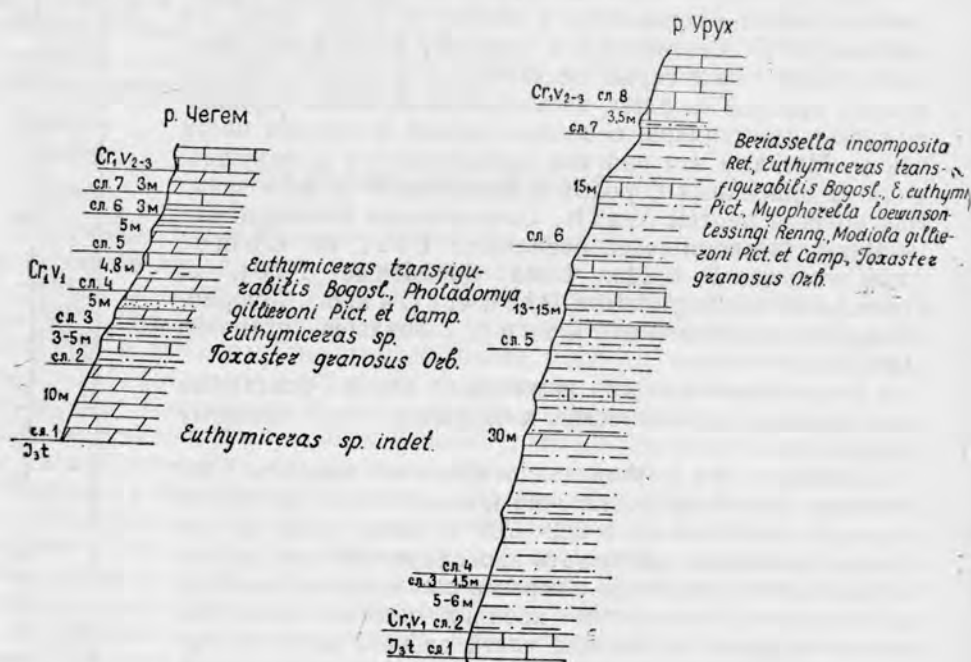 р. Чегем
Cr₁V₂₋₃
сл. 7 3м
сл. 6 3м
5м
сл. 5
4,8м
Cr₁V₁
сл. 4
5м
сл. 3
3-5м
сл. 2
10м
сл. 1
J₃t
Euthymiceras transfigu-
rabilis Bogosl., Pholadomya
gillieroni Pict. et Camp.
Euthymiceras sp.
Toxaster granosus Orb.
Euthymiceras sp. indet.
р. Урух
Cr₁V₂₋₃ сл 8
3,5м
сл. 7
15м
сл. 6
13-15м
сл. 5
30м
сл. 4
сл. 3 1.5м
5-6м
Cr₁V₁ сл. 2
J₃t сл 1
Beriassella incomposita
Ret., Euthymiceras trans-
figurabilis Bogosl., E. euthymi
Pict., Myophorella loewinson-
lessingi Renng., Modiola gillie-
roni Pict. et Camp., Toxaster
granosus Orb.